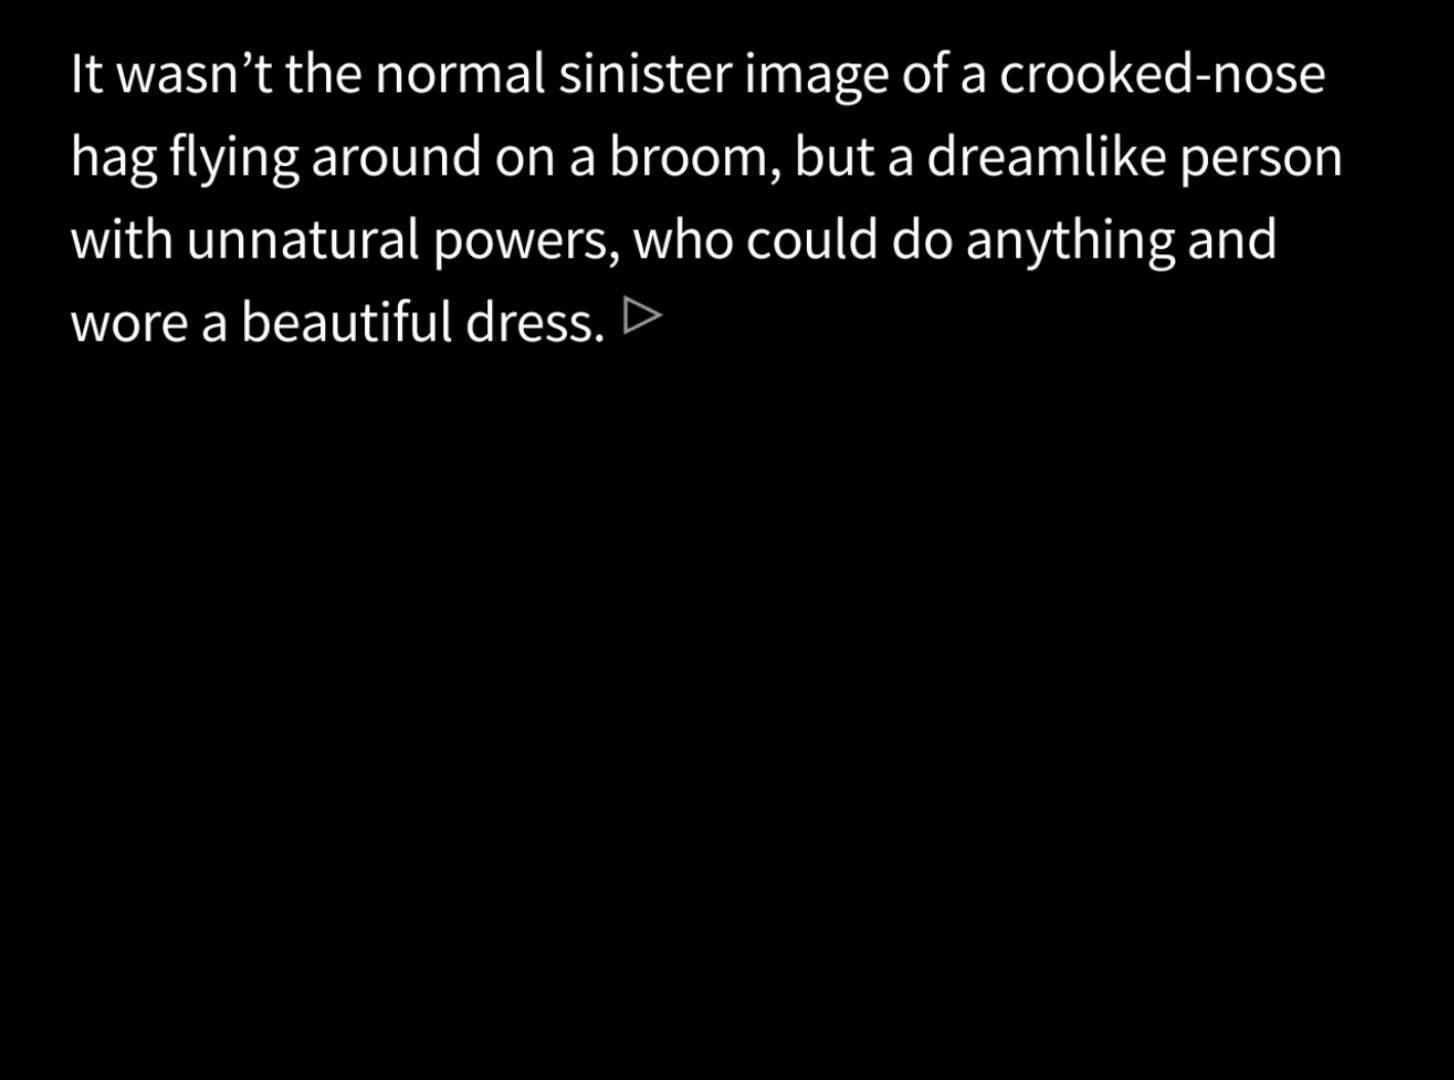 It wasn’t the normal sinister image of a crooked-nose
hag flying around on a broom, but a dreamlike person
with unnatural powers, who could do anything and
wore a beautiful dress.